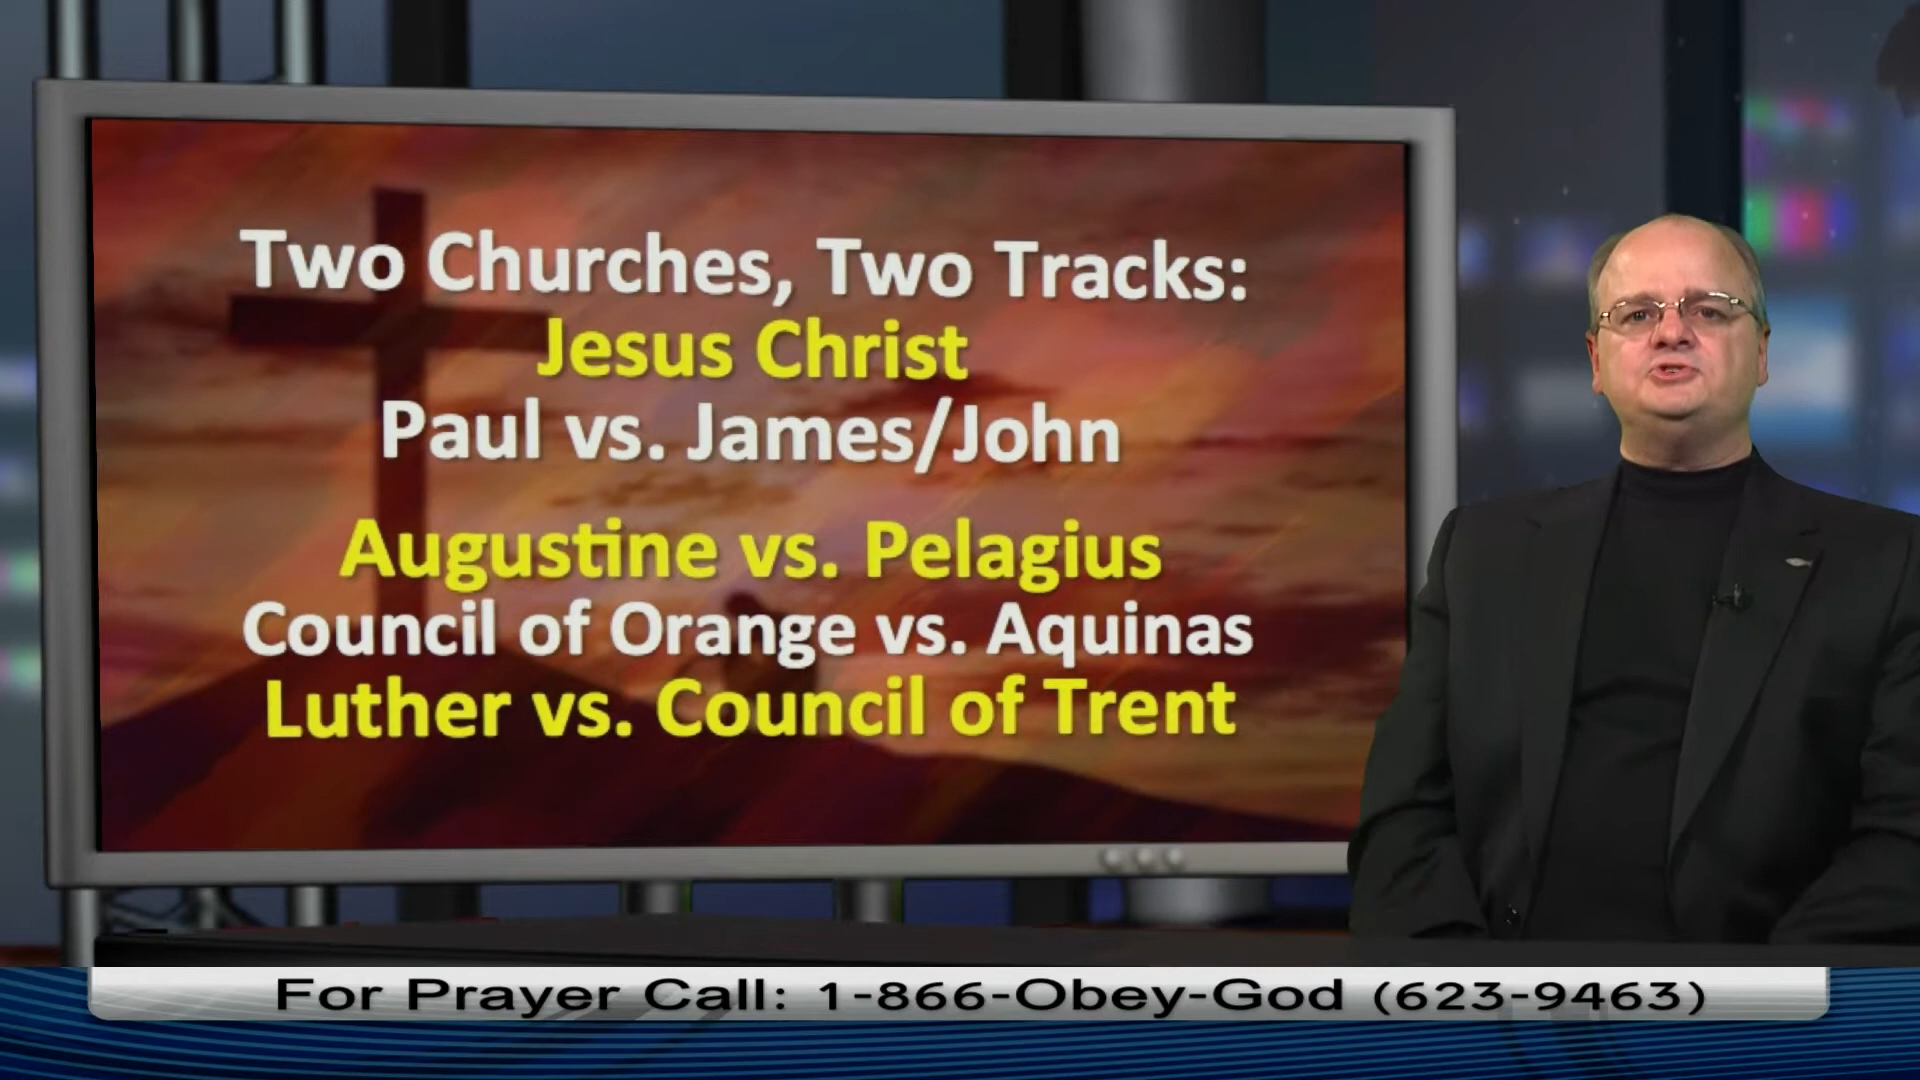 Two Churches, Two Tracks:
Jesus Christ
Paul vs. James/John
Augustine vs. Pelagius
Council of Orange vs. Aquinas
Luther vs. Council of Trent
For Prayer Call: 1-866-Obey-God (623-9463)